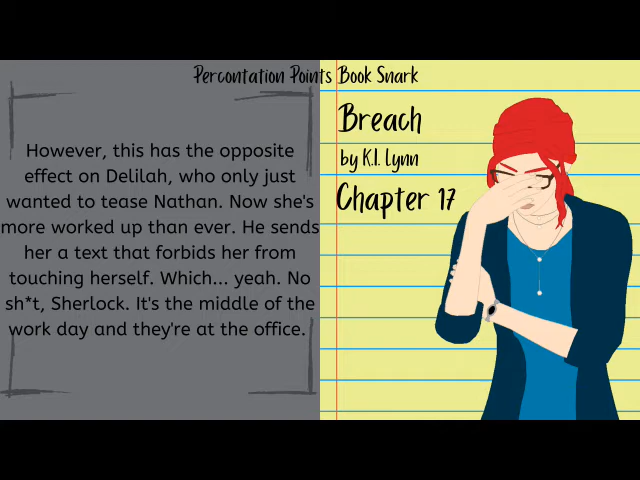 Percontation Points Book Snark
However, this has the opposite
effect on Delilah, who only just
wanted to tease Nathan. Now she's
more worked up than ever. He sends
her a text that forbids her from
touching herself. Which... yeah. No
sh*t, Sherlock. It's the middle of the
work day and they're at the office.
Breach
by K.I. Lynn
Chapter 17